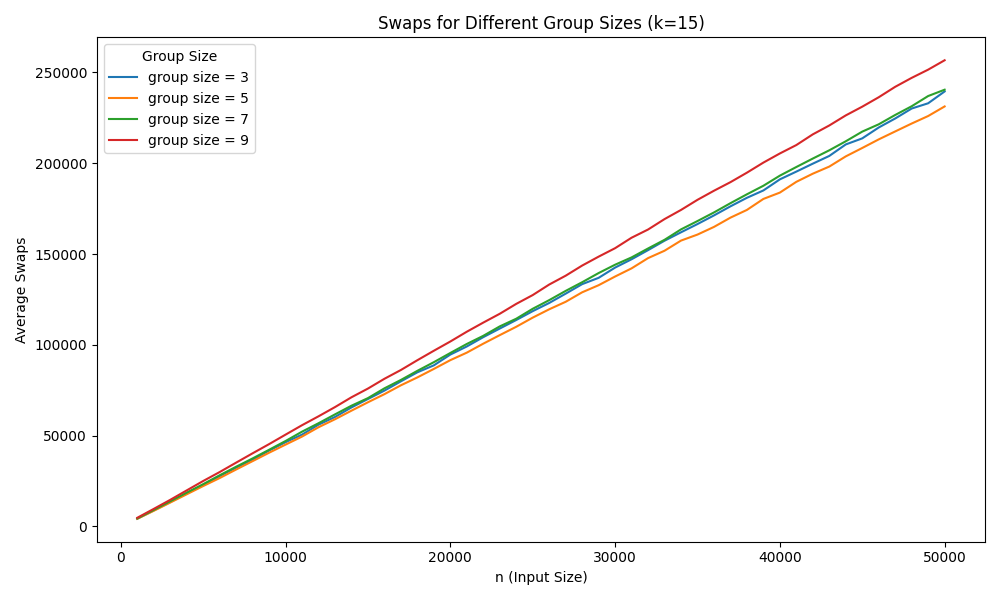 Swaps for Different Group Sizes (k=15)
Group Size
group size = 3
group size = 5
group size = 7
group size = 9
Average Swaps
250000
200000
150000
100000
50000
0
0 10000 20000 30000 40000 50000
n (Input Size)